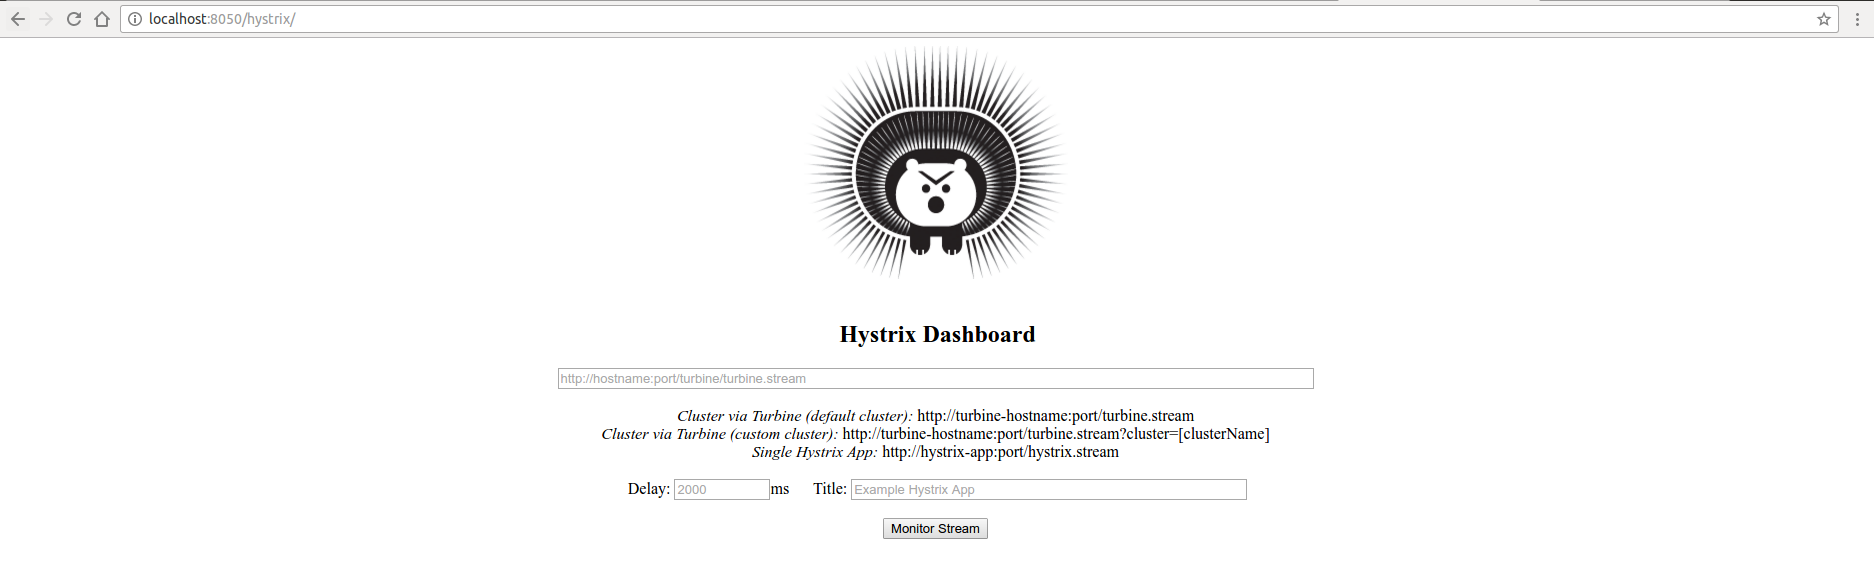 localhost:8050/hystrix/
Hystrix Dashboard
http://hostname:port/turbine/turbine.stream
Cluster via Turbine (default cluster): http://turbine-hostname:port/turbine.stream
Cluster via Turbine (custom cluster): http://turbine-hostname:port/turbine.stream?cluster=[clusterName]
Single Hystrix App: http://hystrix-app:port/hystrix.stream
Delay: 2000 ms Title: Example Hystrix App
Monitor Stream